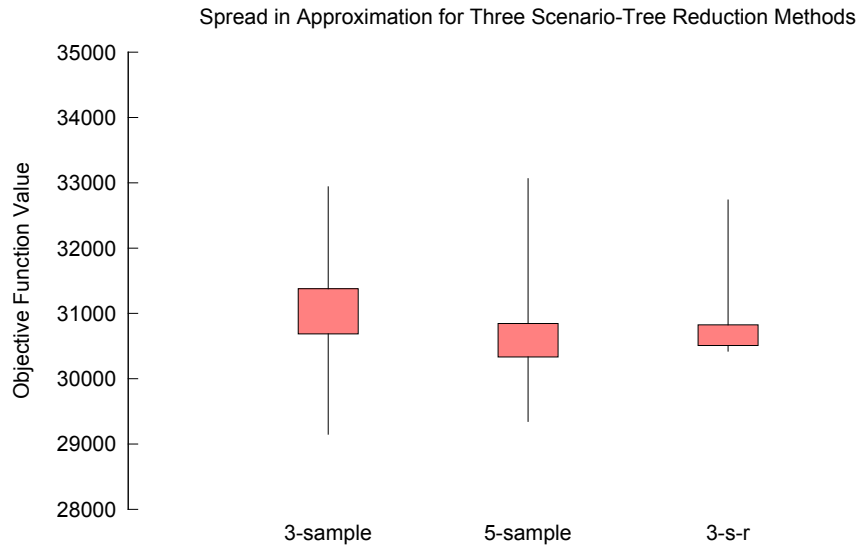 Spread in Approximation for Three Scenario-Tree Reduction Methods
35000
34000
33000
32000
31000
30000
29000
28000
Objective Function Value
3-sample
5-sample
3-s-r